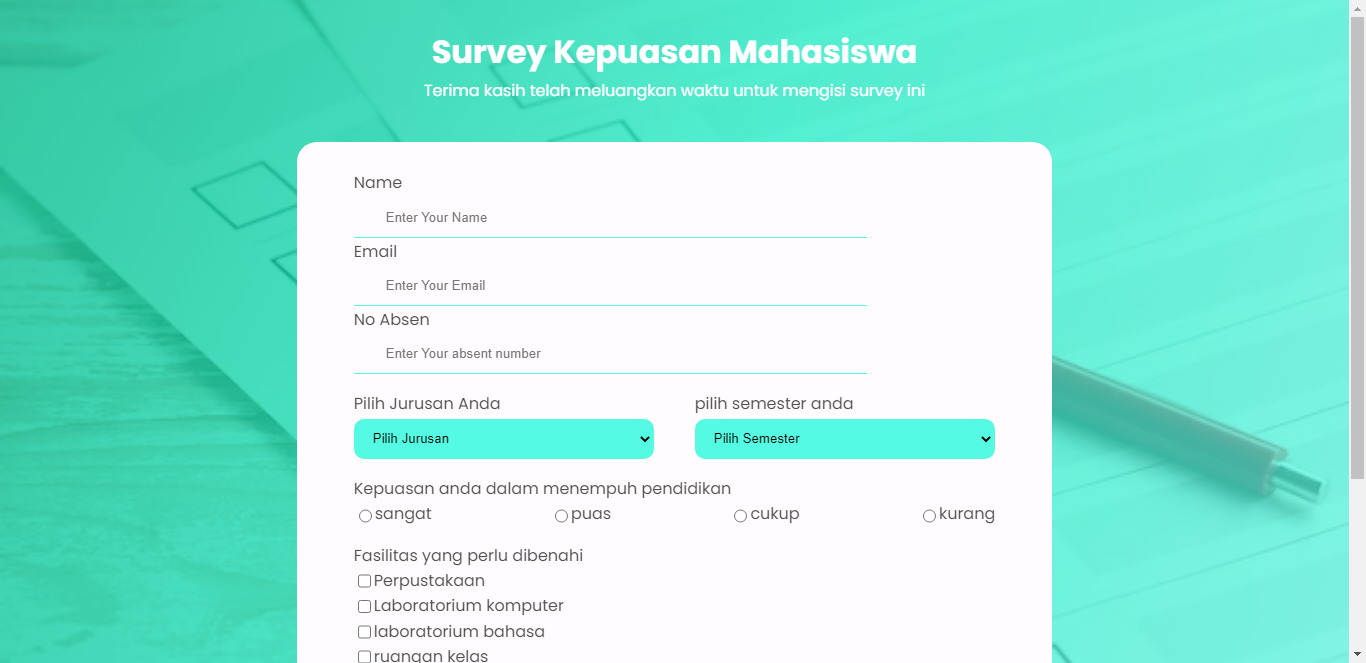 Survey Kepuasan Mahasiswa
Terima kasih telah meluangkan waktu untuk mengisi survey ini
Name
Enter Your Name
Email
Enter Your Email
No Absen
Enter Your absent number
Pilih Jurusan Anda pilih semester anda
Pilih Jurusan Pilih Semester
Kepuasan anda dalam menempuh pendidikan
sangat puas cukup kurang
Fasilitas yang perlu dibenahi
Perpustakaan
Laboratorium komputer
laboratorium bahasa
ruangan kelas